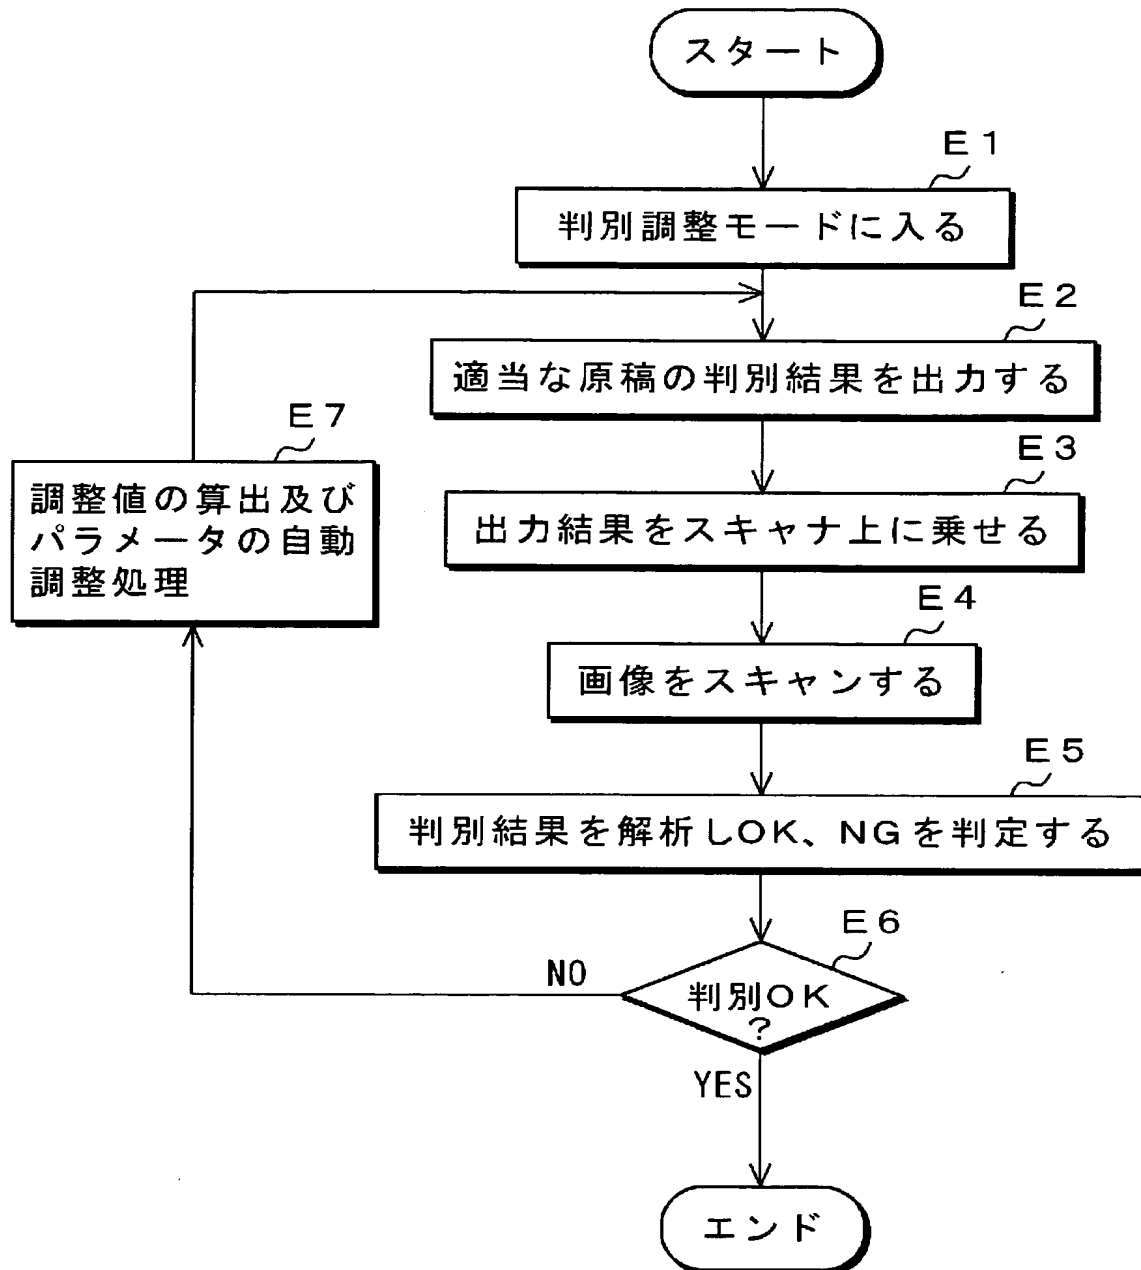 スタート
E1
判別調整モードに入る
E2
適当な原稿の判別結果を出力する
E3
出力結果をスキャナ上に乗せる
E4
画像をスキャンする
E5
判別結果を解析しOK、NGを判定する
E6
判別OK
?
NO
E7
調整値の算出及び
パラメータの自動
調整処理
YES
エンド